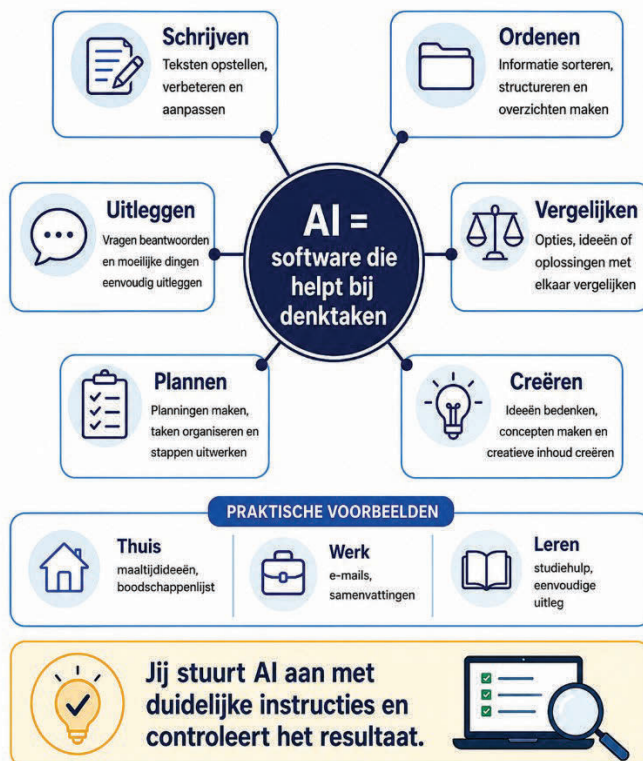 Schrijven
Teksten opstellen,
verbeteren en
aanpassen
Ordenen
Informatie sorteren,
structureren en
overzichten maken
Uitleggen
Vragen beantwoorden
en moeilijke dingen
eenvoudig uitleggen
AI =
software die
helpt bij
denktaken
Vergelijken
Opties, ideeën of
oplossingen met
elkaar vergelijken
Plannen
Planningen maken,
taken organiseren en
stappen uitwerken
Creëren
Ideeën bedenken,
concepten maken en
creatieve inhoud creëren
PRAKTISCHE VOORBEELDEN
Thuis
maaltijdideeën,
boodschappenlijst
Werk
e-mails,
samenvattingen
Leren
studiehulp,
eenvoudige
uitleg
Jij stuurt AI aan met
duidelijke instructies en
controleert het resultaat.